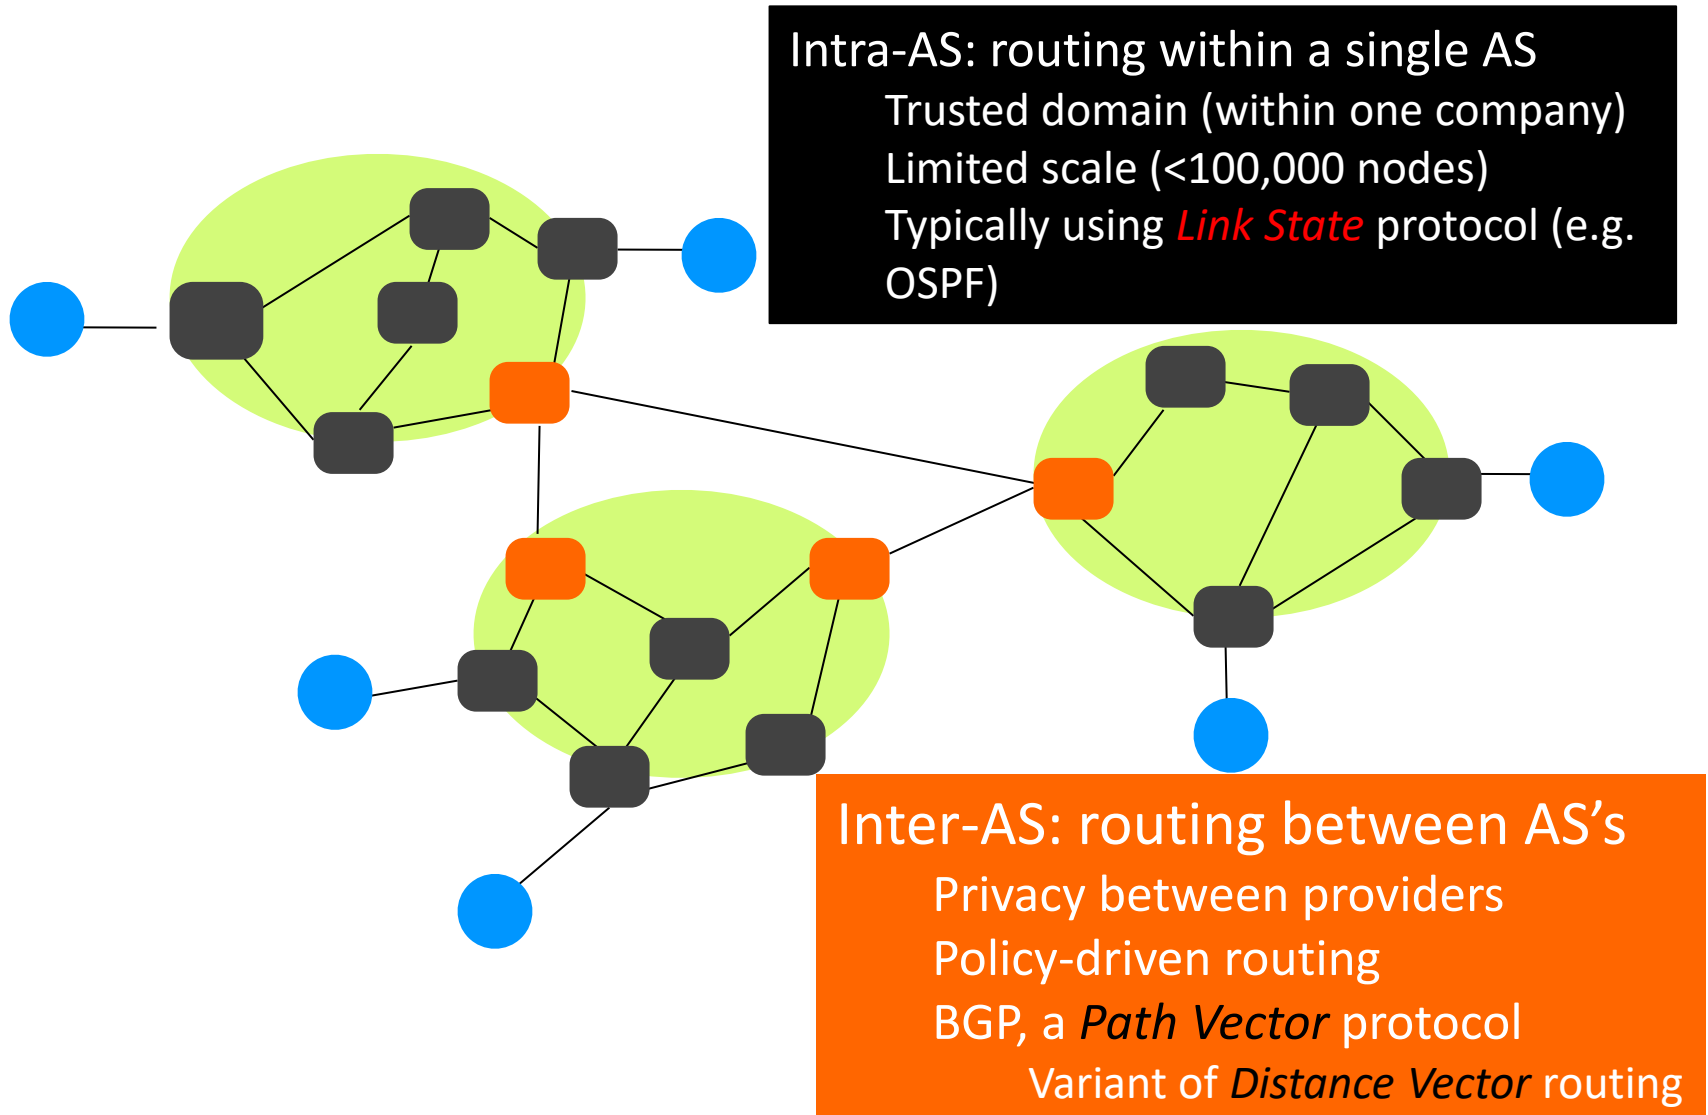 Intra-AS: routing within a single AS
Trusted domain (within one company)
Limited scale (<100,000 nodes)
Typically using Link State protocol (e.g.
OSPF)
Inter-AS: routing between AS’s
Privacy between providers
Policy-driven routing
BGP, a Path Vector protocol
Variant of Distance Vector routing